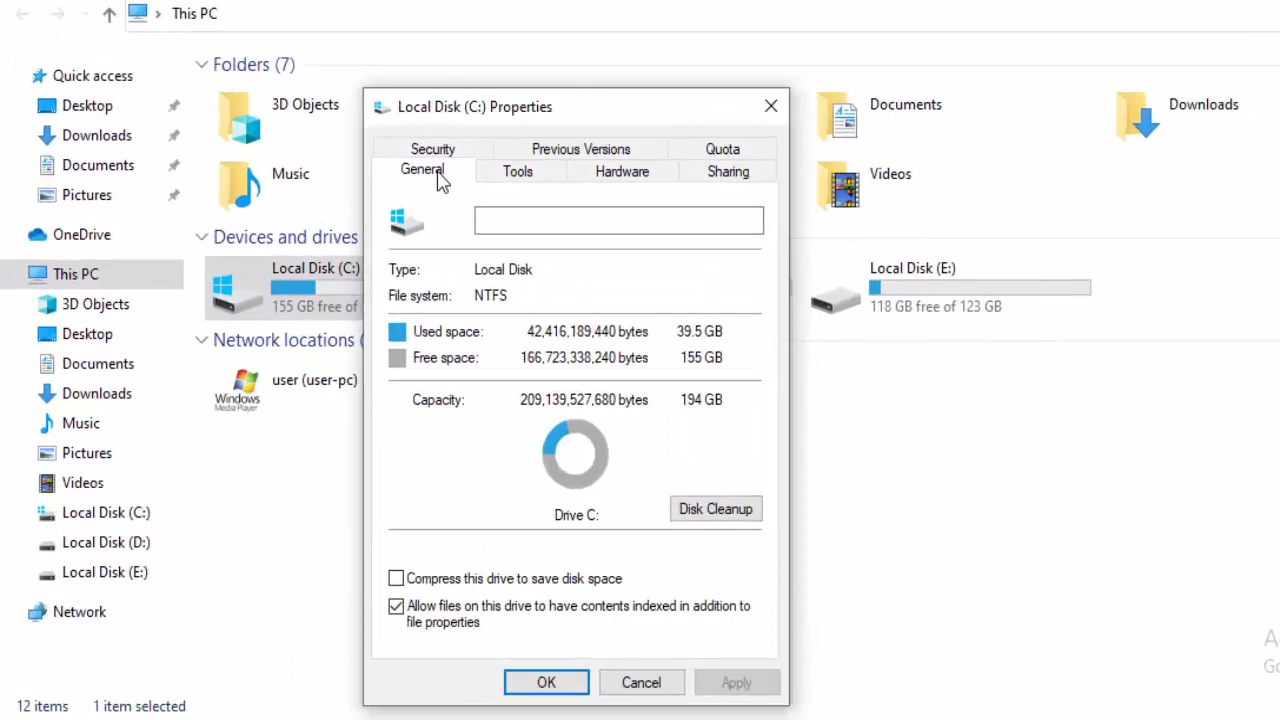 This PC
Quick access
Desktop
Downloads
Documents
Pictures
OneDrive
This PC
3D Objects
Desktop
Documents
Downloads
Music
Pictures
Videos
Local Disk (C:)
Local Disk (D:)
Local Disk (E:)
Network
Folders (7)
3D Objects
Music
Documents
Downloads
Videos
Devices and drives
Local Disk (C:)
155 GB free of
Local Disk (E:)
118 GB free of 123 GB
Network locations (
user (user-pc)
Windows
Media Player
Local Disk (C:) Properties
Security Previous Versions Quota
General Tools Hardware Sharing
Type: Local Disk
File system: NTFS
Used space: 42,416,189,440 bytes 39.5 GB
Free space: 166,723,338,240 bytes 155 GB
Capacity: 209,139,527,680 bytes 194 GB
Drive C:
Disk Cleanup
Compress this drive to save disk space
Allow files on this drive to have contents indexed in addition to
file properties
OK Cancel Apply
12 items 1 item selected